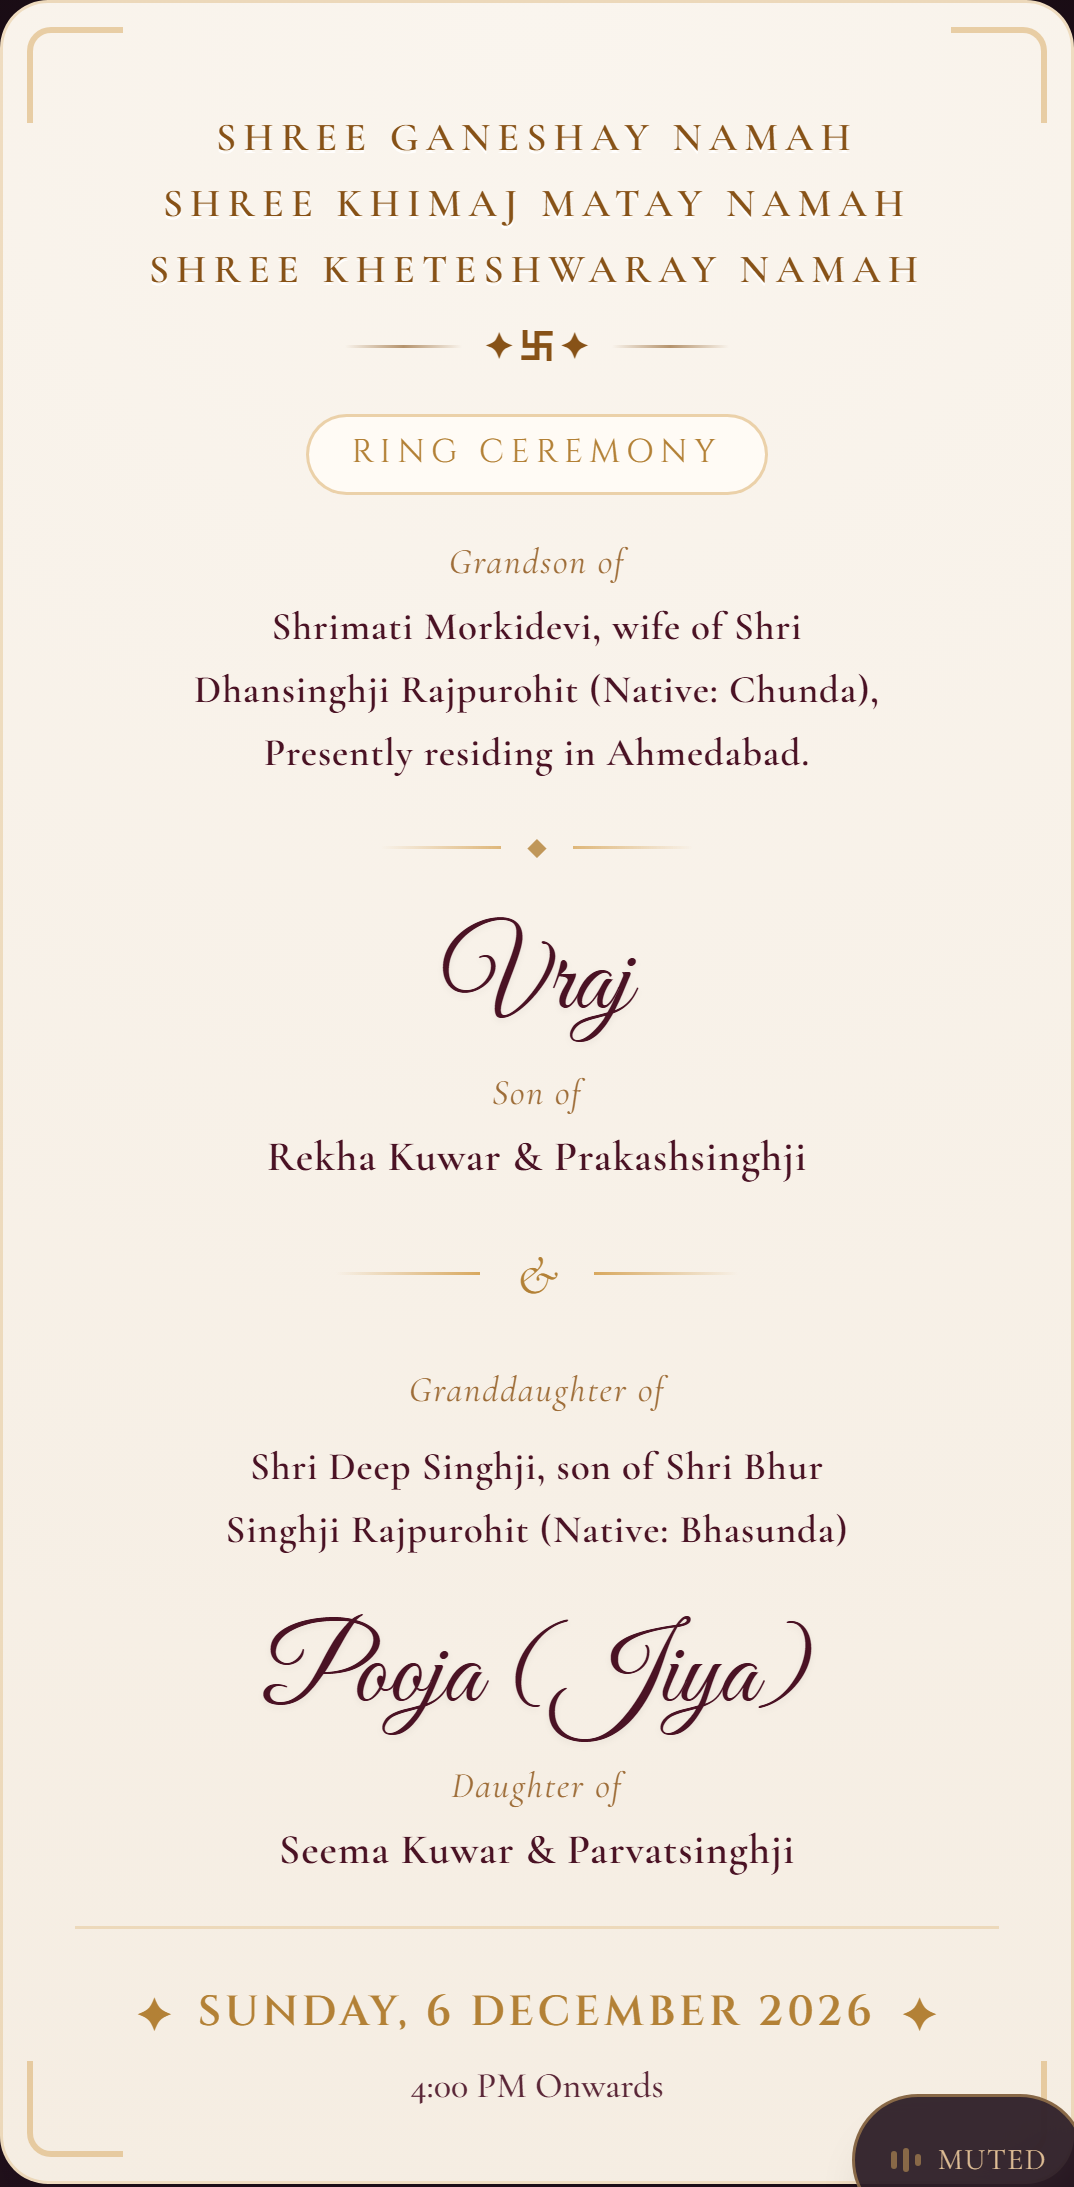 SHREE GANESHAY NAMAH
SHREE KHIMAJ MATAY NAMAH
SHREE KHETESHWARAY NAMAH
✦卐✦
RING CEREMONY
Grandson of
Shrimati Morkidevi, wife of Shri
Dhansinghji Rajpurohit (Native: Chunda),
Presently residing in Ahmedabad.
Vraj
Son of
Rekha Kuwar & Prakashsinghji
&
Granddaughter of
Shri Deep Singhji, son of Shri Bhur
Singhji Rajpurohit (Native: Bhasunda)
Pooja (Jiya)
Daughter of
Seema Kuwar & Parvatsinghji
✦ SUNDAY, 6 DECEMBER 2026 ✦
4:00 PM Onwards
MUTED